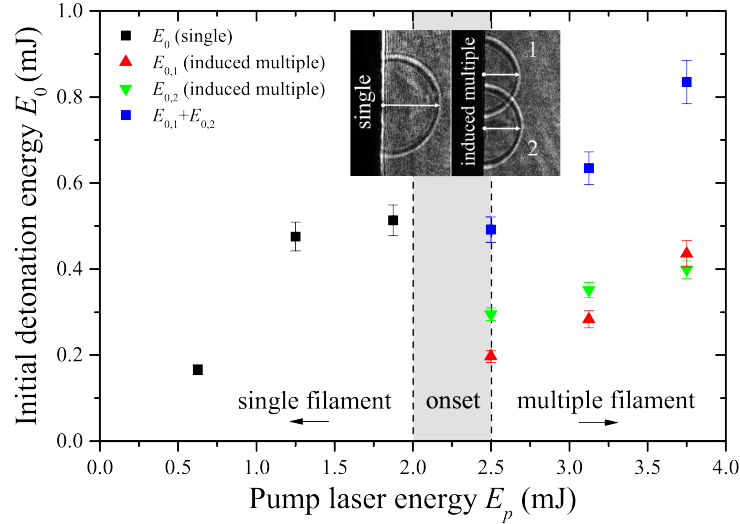 Initial detonation energy E0 (mJ)
1.0
0.8
0.6
0.4
0.2
0.0
E0 (single)
E0,1 (induced multiple)
E0,2 (induced multiple)
E0,1+E0,2
single
induced multiple
1
2
single filament
onset
multiple filament
0.0 0.5 1.0 1.5 2.0 2.5 3.0 3.5 4.0
Pump laser energy Ep (mJ)